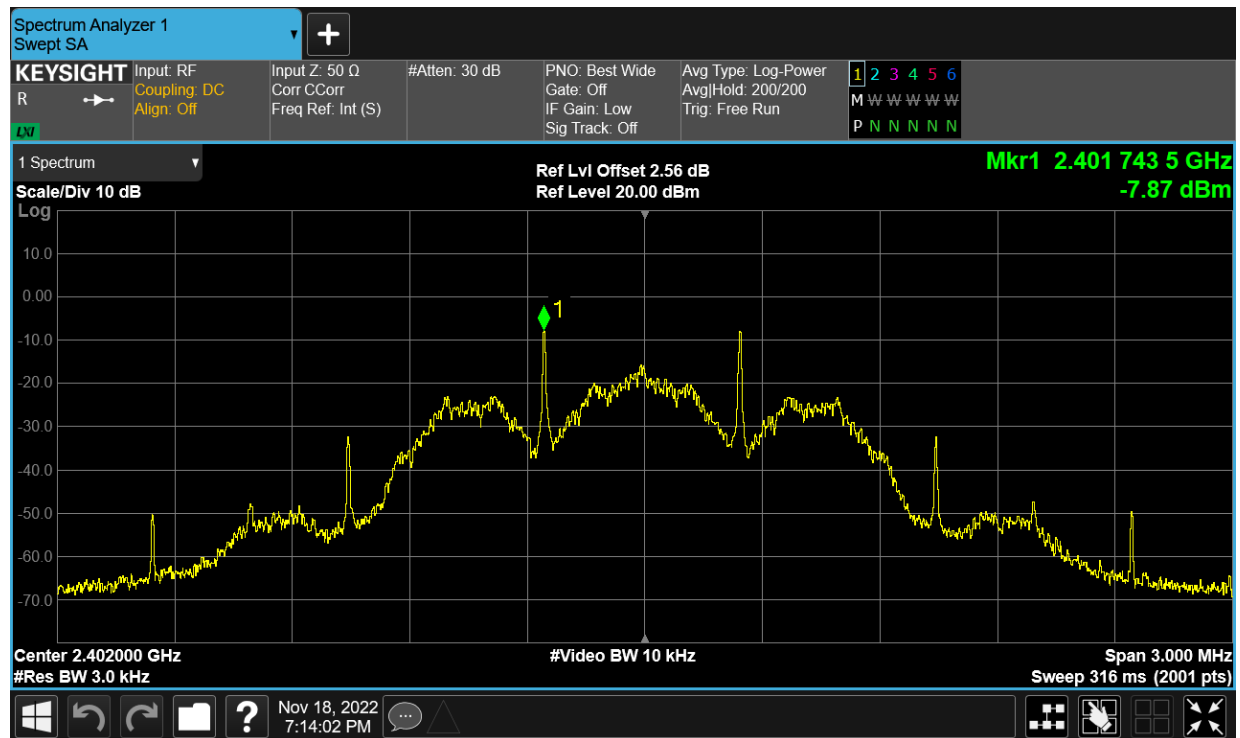 Spectrum Analyzer 1
Swept SA
+
KEYSIGHT
R
LXI
Input: RF
Coupling: DC
Align: Off
Input Z: 50 Ω
Corr CCorr
Freq Ref: Int (S)
#Atten: 30 dB
PNO: Best Wide
Gate: Off
IF Gain: Low
Sig Track: Off
Avg Type: Log-Power
Avg|Hold: 200/200
Trig: Free Run
1 2 3 4 5 6
M W W W W W
P N N N N N
1 Spectrum
Scale/Div 10 dB
Ref Lvl Offset 2.56 dB
Ref Level 20.00 dBm
Mkr1 2.401 743 5 GHz
-7.87 dBm
Log
10.0
0.00
-10.0
-20.0
-30.0
-40.0
-50.0
-60.0
-70.0
1
Center 2.402000 GHz
#Res BW 3.0 kHz
#Video BW 10 kHz
Span 3.000 MHz
Sweep 316 ms (2001 pts)
?
Nov 18, 2022
7:14:02 PM